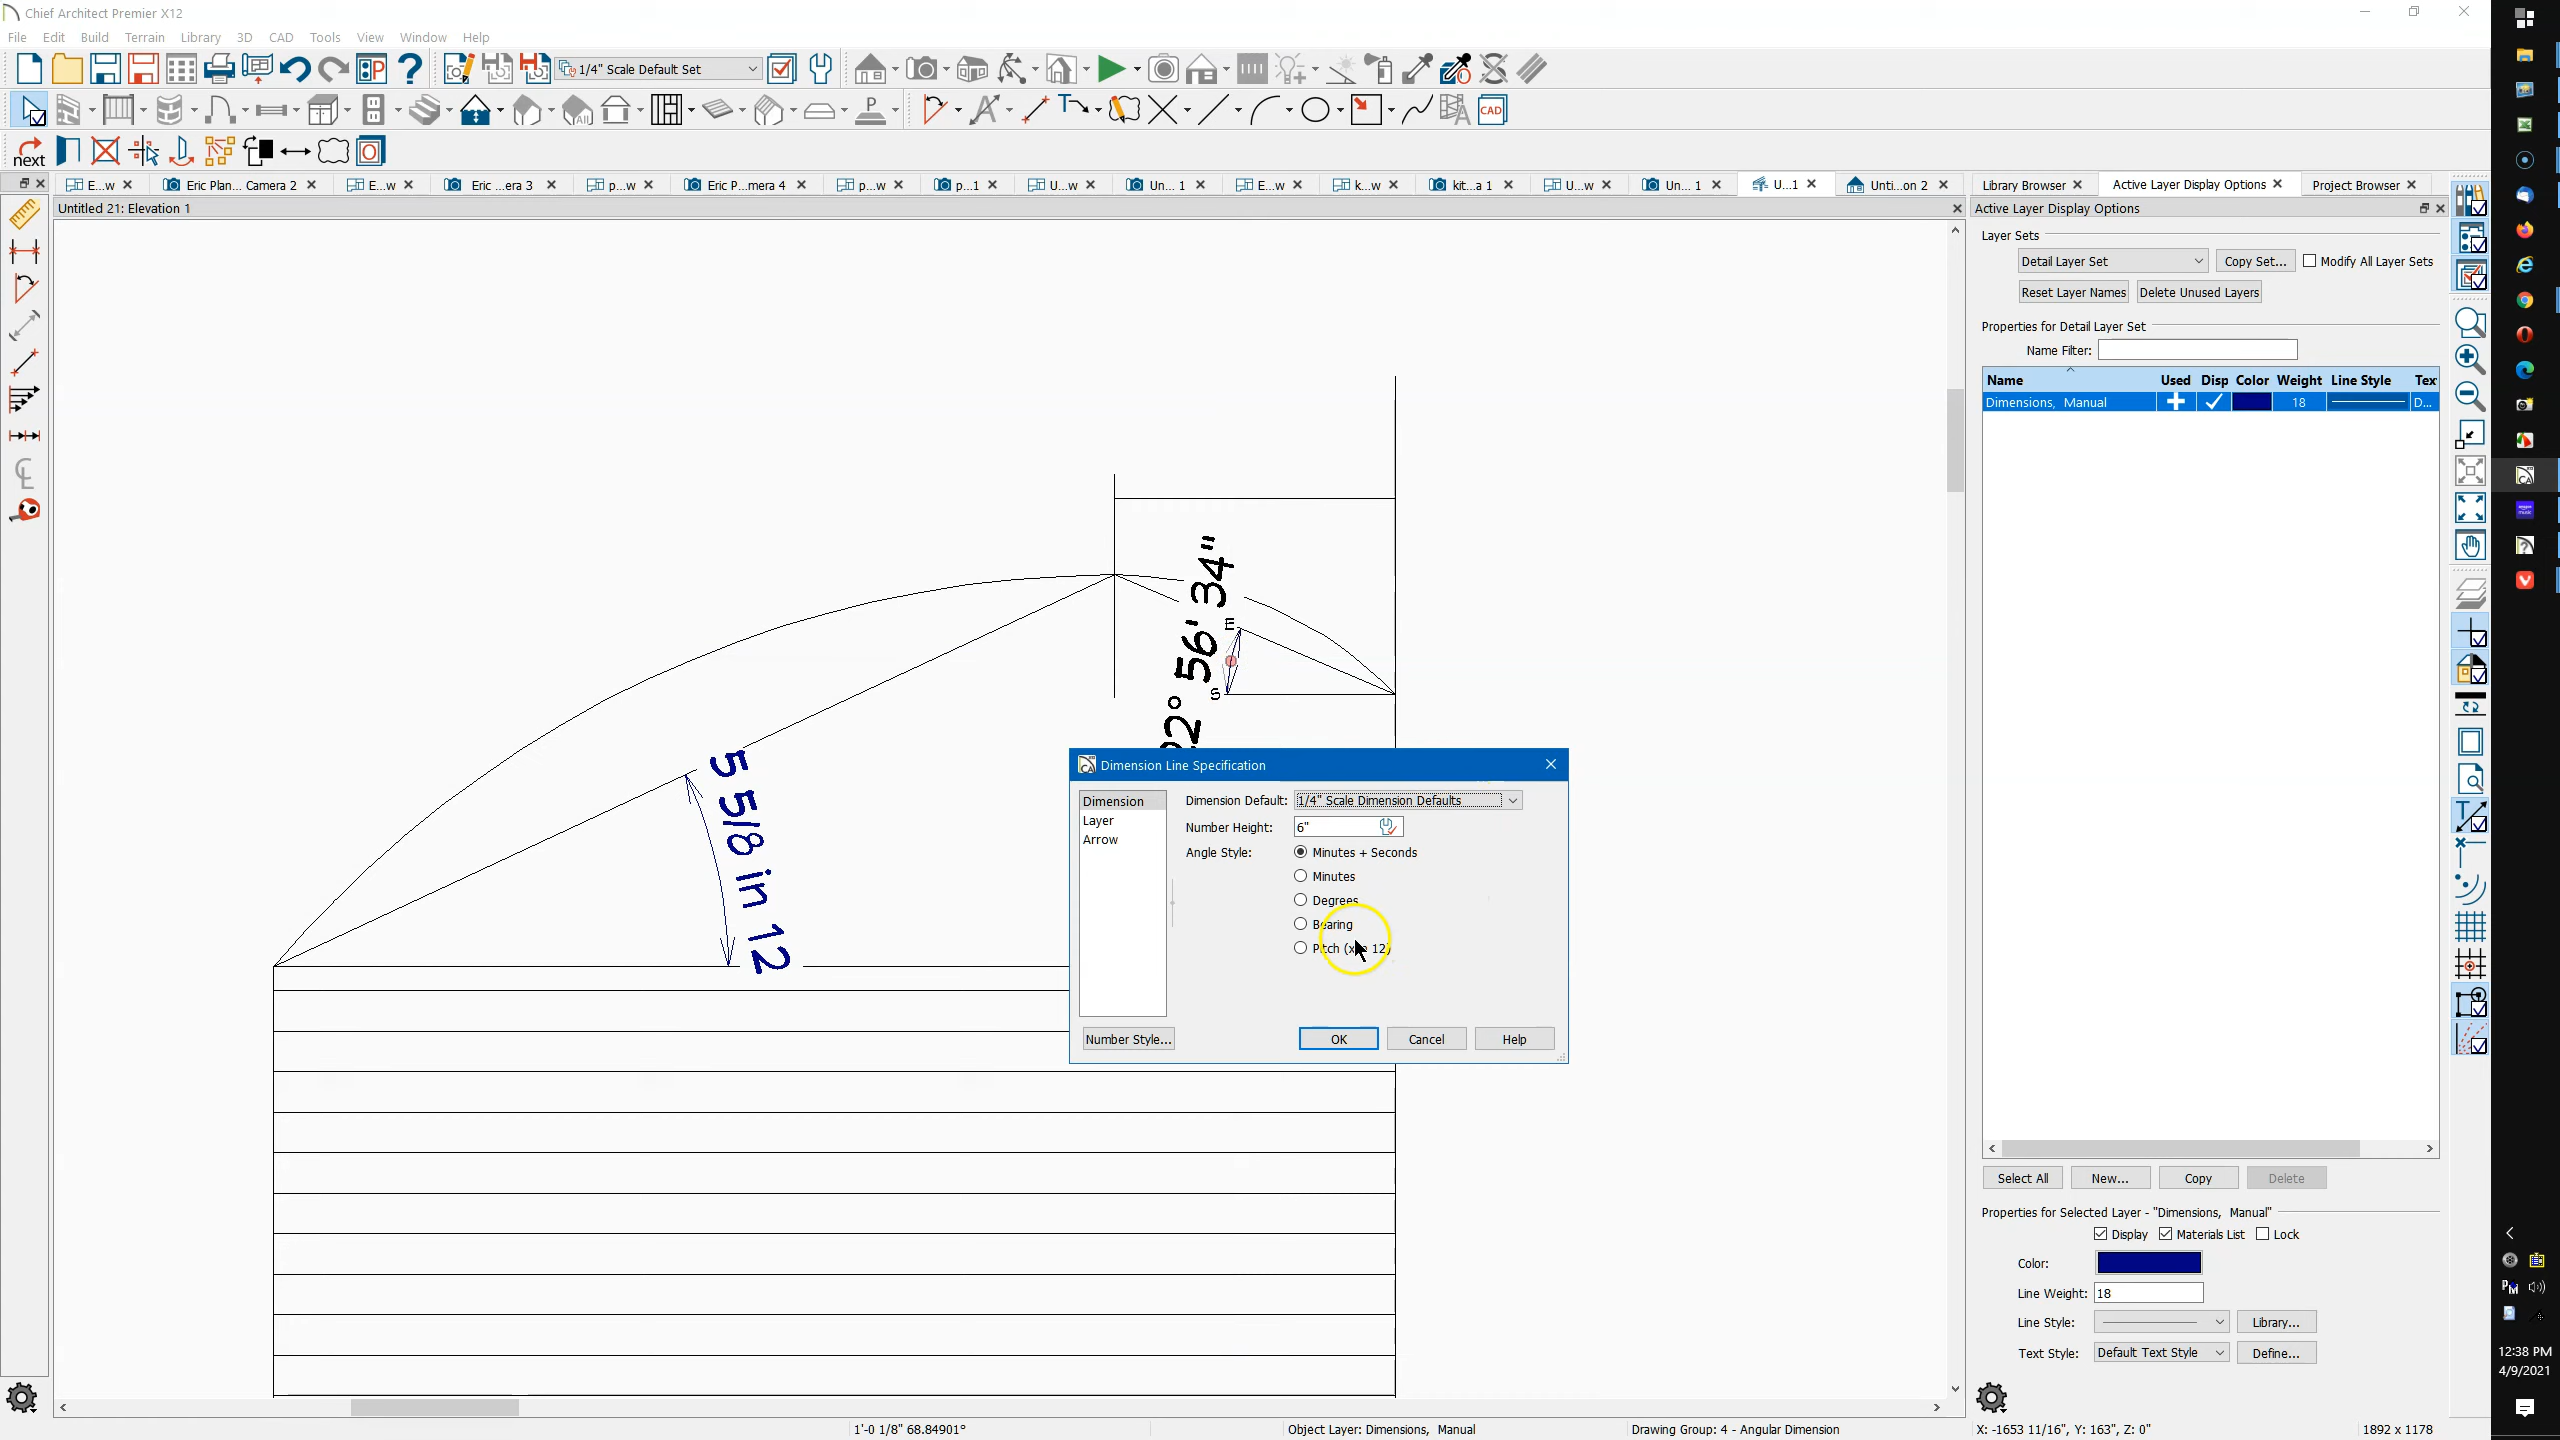 Chief Architect Premier X12
File Edit Build Terrain Library 3D CAD Tools View Window Help
1/4" Scale Default Set
next
E...w Eric Plan... Camera 2 E...w Eric ...era 3 p...w Eric P...mera 4 p...w p...1 U...w Un... 1 E...w k...w kit...a 1 U...w Un... 1 U...1 Unti...on 2 Library Browser Active Layer Display Options Project Browser
Untitled 21: Elevation 1
Active Layer Display Options
Layer Sets
Detail Layer Set Copy Set... Modify All Layer Sets
Reset Layer Names Delete Unused Layers
Properties for Detail Layer Set
Name Filter:
Name Used Disp Color Weight Line Style Tex
Dimensions, Manual 18 D...
56' 34"
E
S
5 5/8 in 12
Dimension Line Specification
Dimension
Layer
Arrow
Dimension Default: 1/4" Scale Dimension Defaults
Number Height: 6"
Angle Style: Minutes + Seconds
Minutes
Degrees
Bearing
Pitch 12)
Number Style... OK Cancel Help
Select All New... Copy Delete
Properties for Selected Layer - "Dimensions, Manual"
Display Materials List Lock
Color:
Line Weight: 18
Line Style: Library...
Text Style: Default Text Style Define...
12:38 PM
4/9/2021
1'-0 1/8" 68.84901° Object Layer: Dimensions, Manual Drawing Group: 4 - Angular Dimension X: -1653 11/16", Y: 163", Z: 0" 1892 x 1178